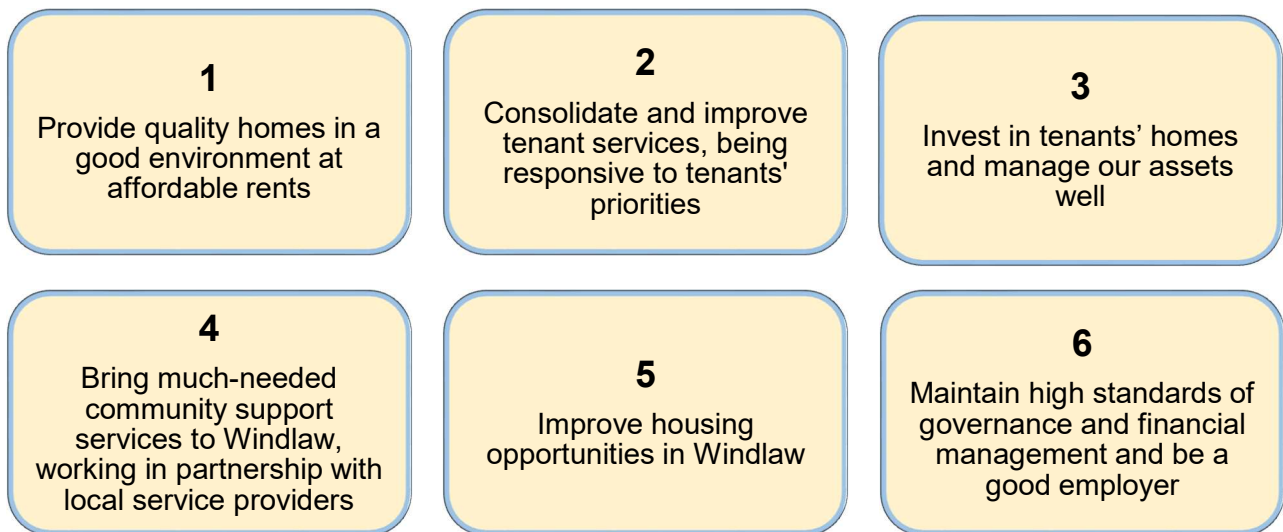 1
Provide quality homes in a
good environment at
affordable rents
2
Consolidate and improve
tenant services, being
responsive to tenants'
priorities
3
Invest in tenants’ homes
and manage our assets
well
4
Bring much-needed
community support
services to Windlaw,
working in partnership with
local service providers
5
Improve housing
opportunities in Windlaw
6
Maintain high standards of
governance and financial
management and be a
good employer